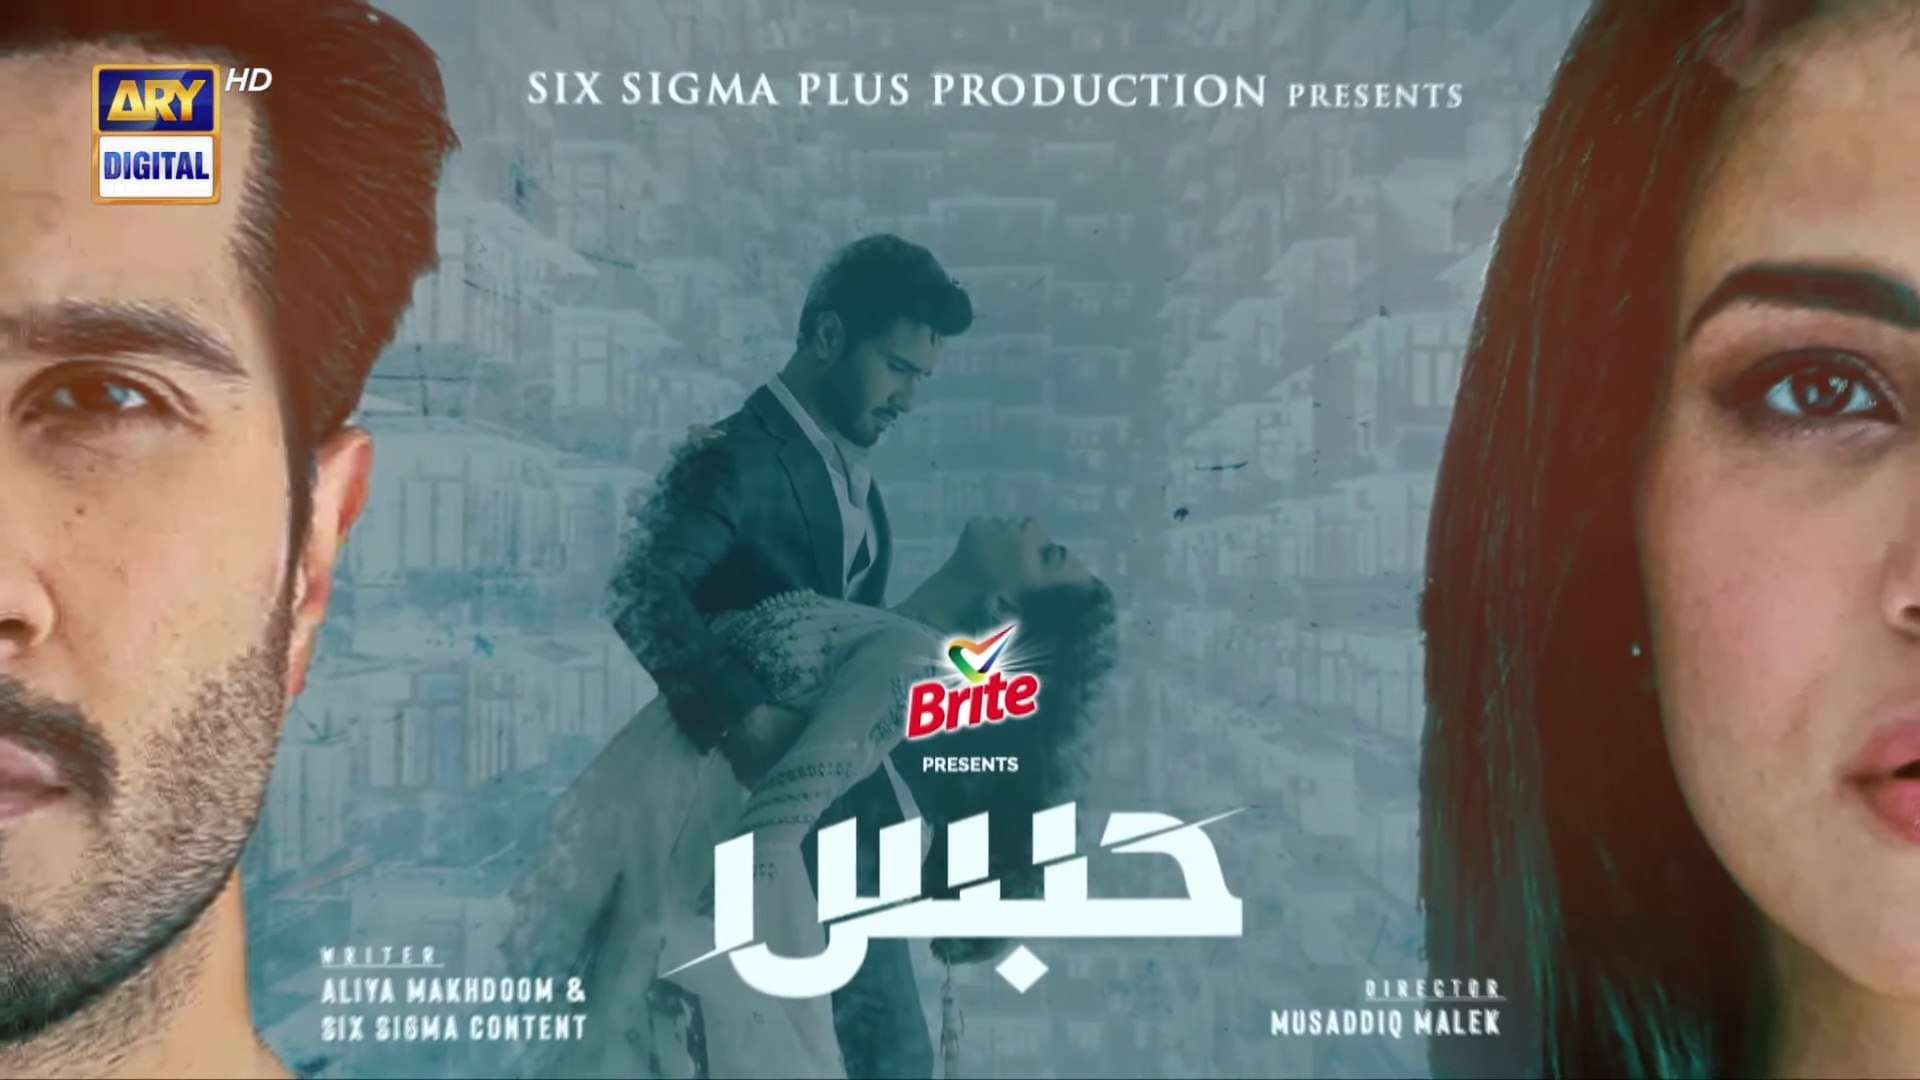 ARY HD
DIGITAL
SIX SIGMA PLUS PRODUCTION PRESENTS
Brite
PRESENTS
حبس
WRITER
ALIYA MAKHDOOM &
SIX SIGMA CONTENT
DIRECTOR
MUSADDIQ MALEK